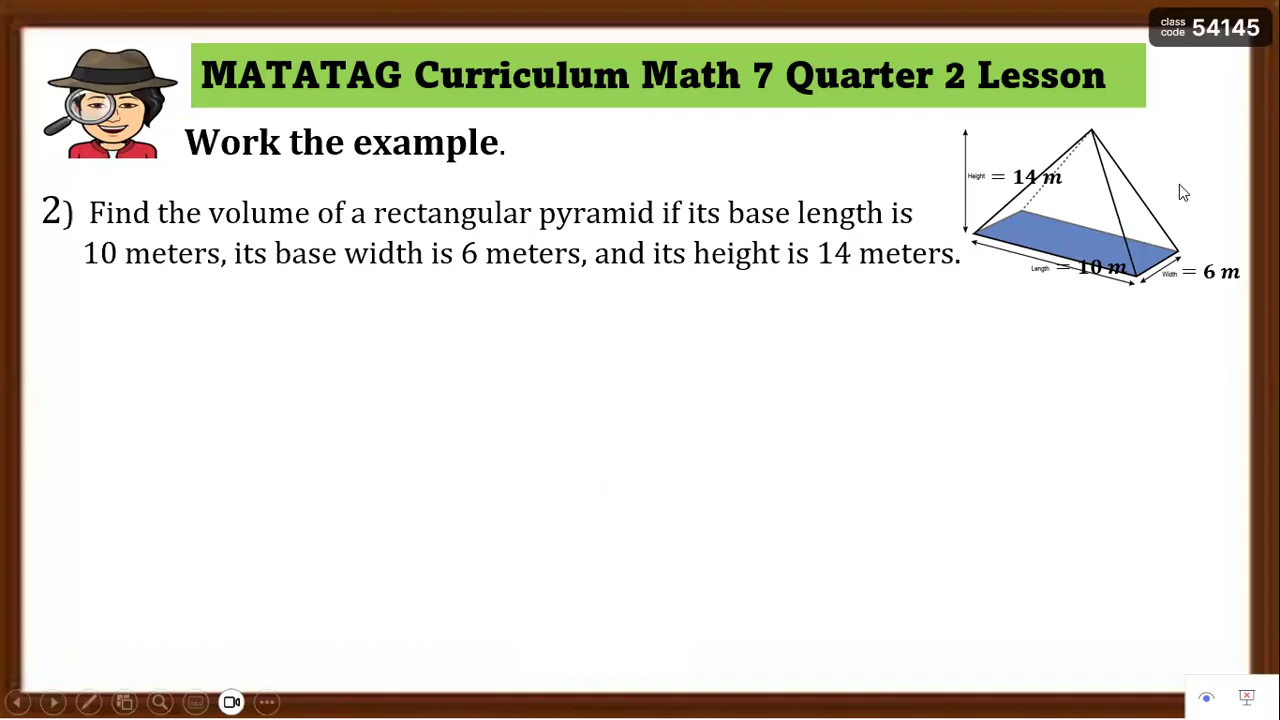 class
code 54145
MATATAG Curriculum Math 7 Quarter 2 Lesson
Work the example.
Height = 14 m
2) Find the volume of a rectangular pyramid if its base length is
10 meters, its base width is 6 meters, and its height is 14 meters.
Length = 10 m
Width = 6 m